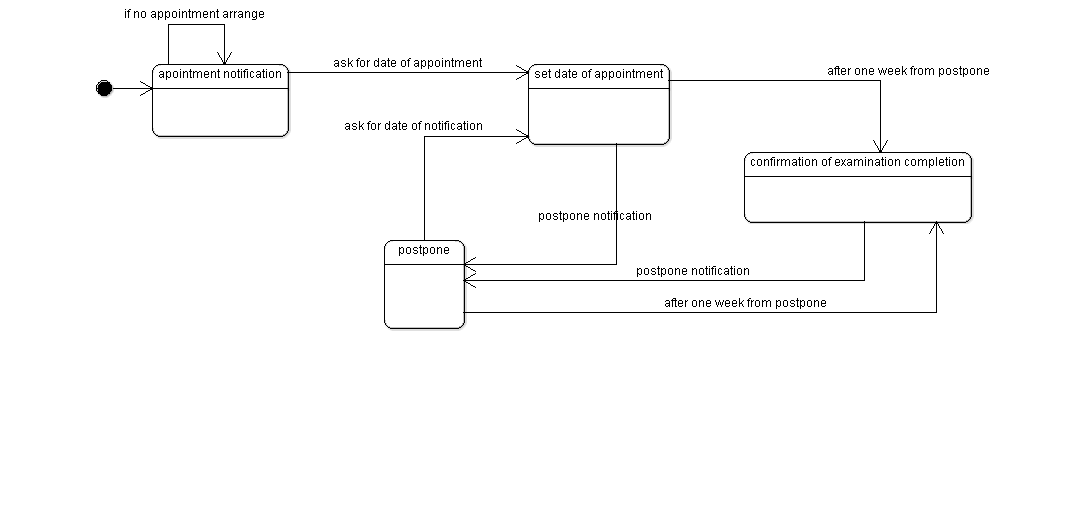 if no appointment arrange
apointment notification
ask for date of appointment
set date of appointment
after one week from postpone
ask for date of notification
confirmation of examination completion
postpone notification
postpone
postpone notification
after one week from postpone